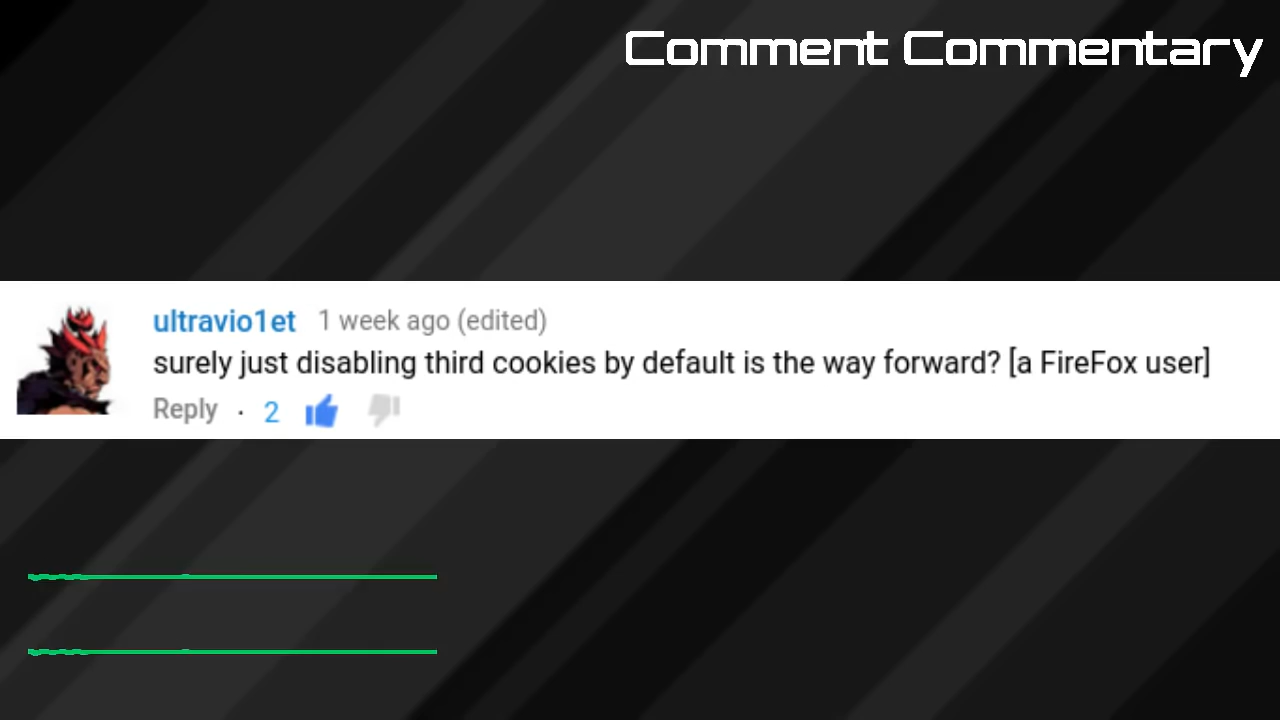 Comment Commentary
ultravio1et 1 week ago (edited)
surely just disabling third cookies by default is the way forward? [a FireFox user]
Reply · 2